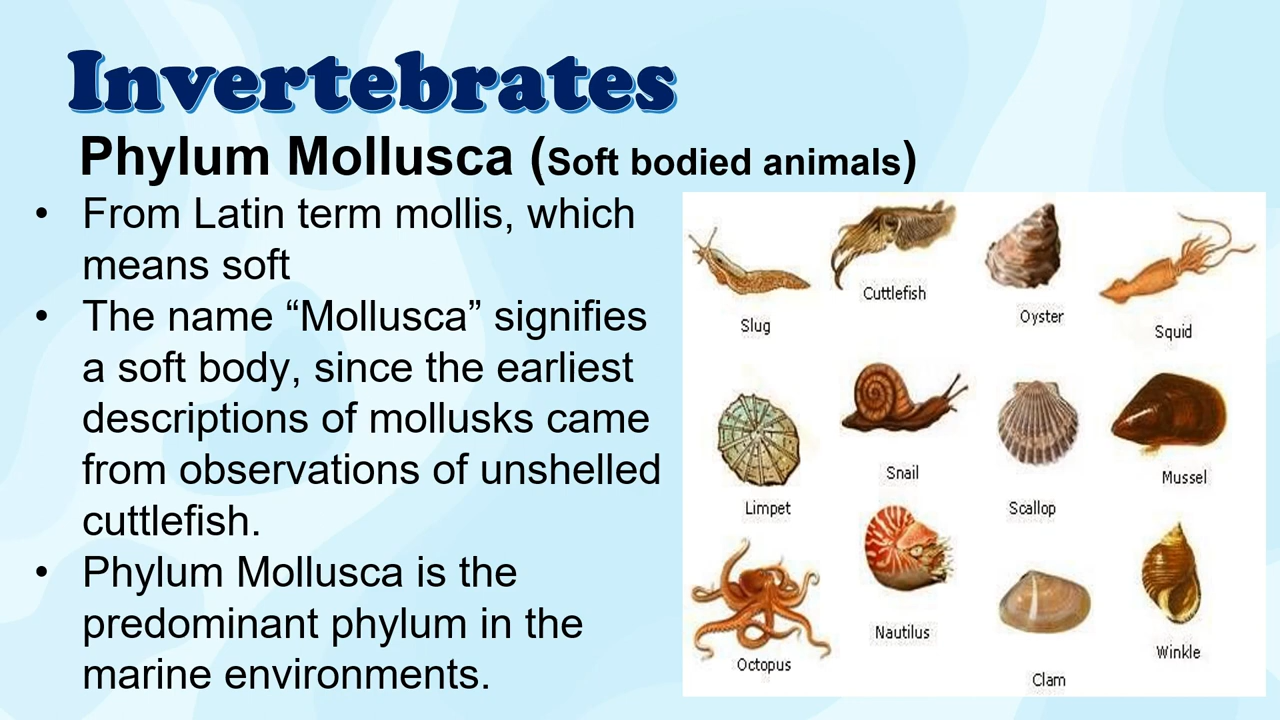 Invertebrates
Phylum Mollusca (Soft bodied animals)
• From Latin term mollis, which
means soft
• The name “Mollusca” signifies
a soft body, since the earliest
descriptions of mollusks came
from observations of unshelled
cuttlefish.
• Phylum Mollusca is the
predominant phylum in the
marine environments.
Slug
Cuttlefish
Oyster
Squid
Limpet
Snail
Scallop
Mussel
Octopus
Nautilus
Clam
Winkle